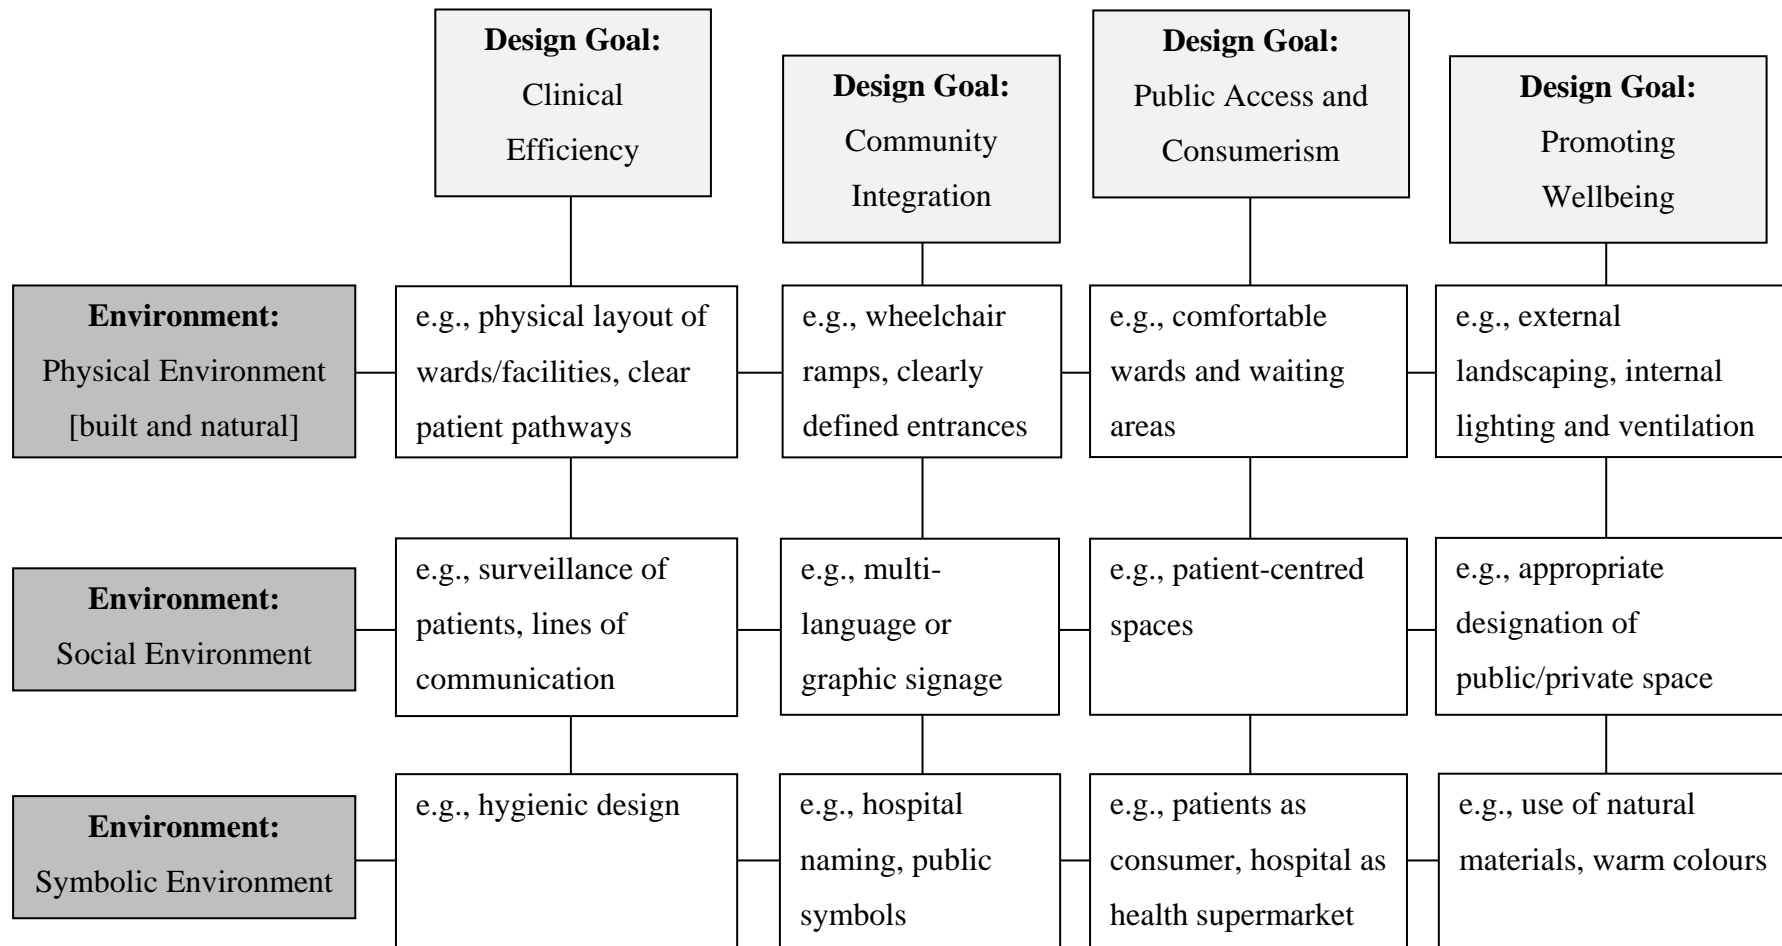 Design Goal:
Clinical
Efficiency
Design Goal:
Community
Integration
Design Goal:
Public Access and
Consumerism
Design Goal:
Promoting
Wellbeing
Environment:
Physical Environment
[built and natural]
e.g., physical layout of
wards/facilities, clear
patient pathways
e.g., wheelchair
ramps, clearly
defined entrances
e.g., comfortable
wards and waiting
areas
e.g., external
landscaping, internal
lighting and ventilation
Environment:
Social Environment
e.g., surveillance of
patients, lines of
communication
e.g., multi-
language or
graphic signage
e.g., patient-centred
spaces
e.g., appropriate
designation of
public/private space
Environment:
Symbolic Environment
e.g., hygienic design
e.g., hospital
naming, public
symbols
e.g., patients as
consumer, hospital as
health supermarket
e.g., use of natural
materials, warm colours